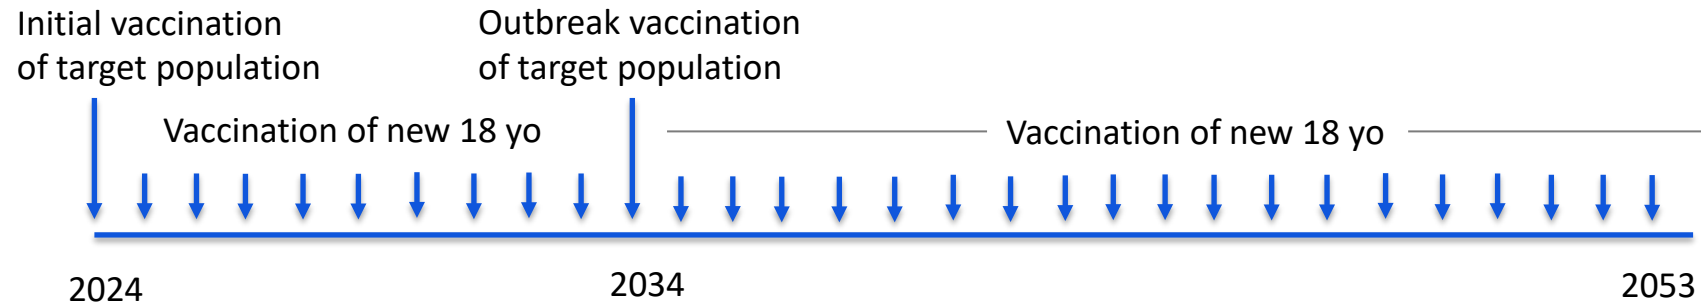 Initial vaccination
of target population
Outbreak vaccination
of target population
Vaccination of new 18 yo
Vaccination of new 18 yo
2024
2034
2053